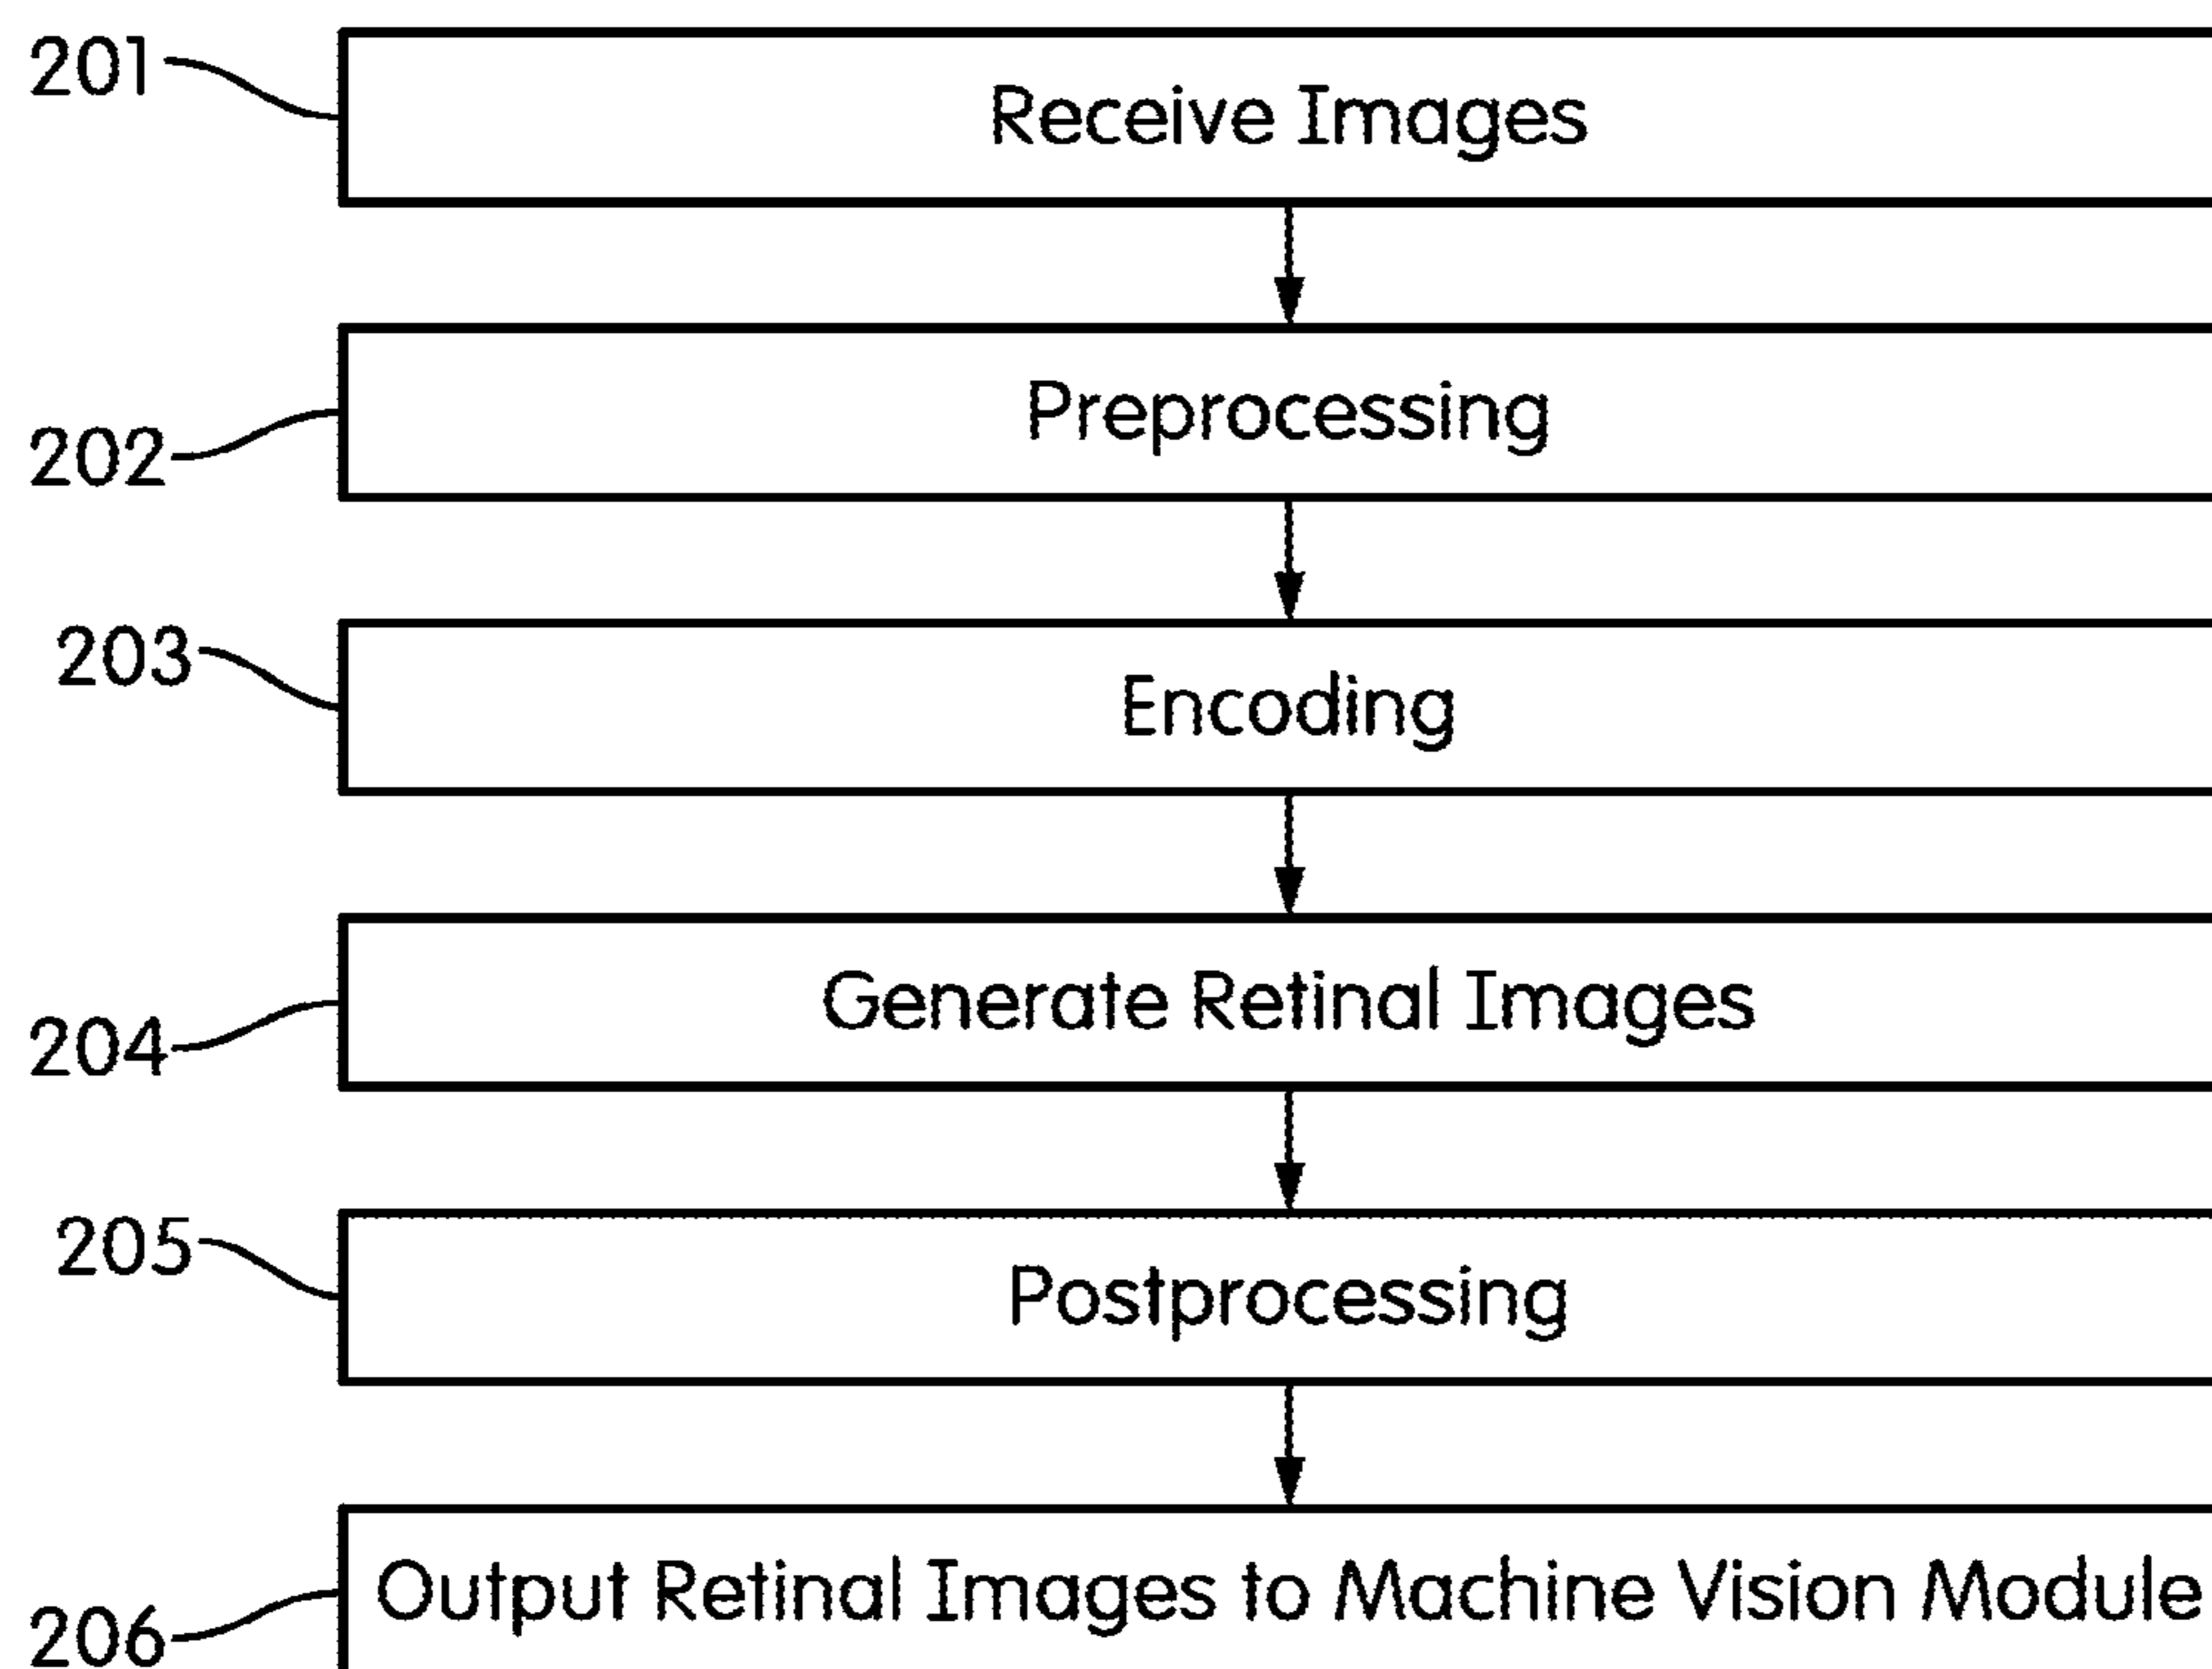 201
Receive Images
202
Preprocessing
203
Encoding
204
Generate Retinal Images
205
Postprocessing
206
Output Retinal Images to Machine Vision Module